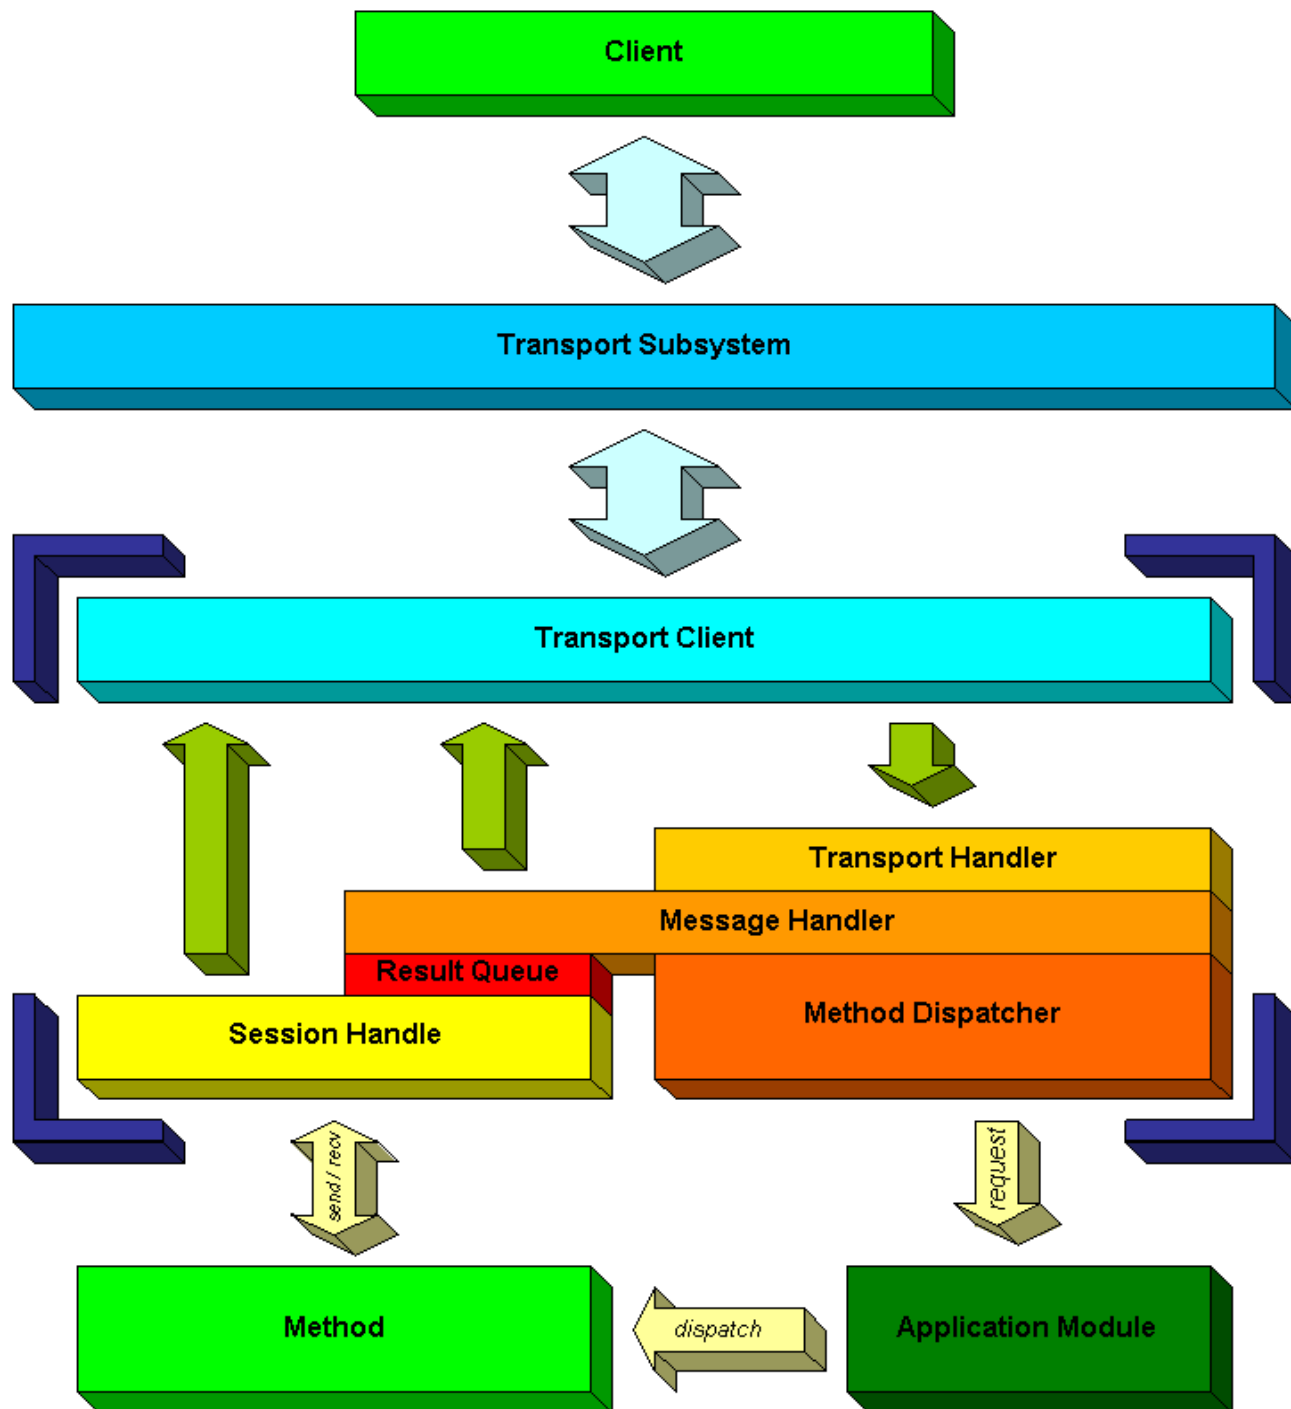 Client
Transport Subsystem
Transport Client
Transport Handler
Message Handler
Result Queue
Method Dispatcher
Session Handle
send / recv
request
Method
dispatch
Application Module